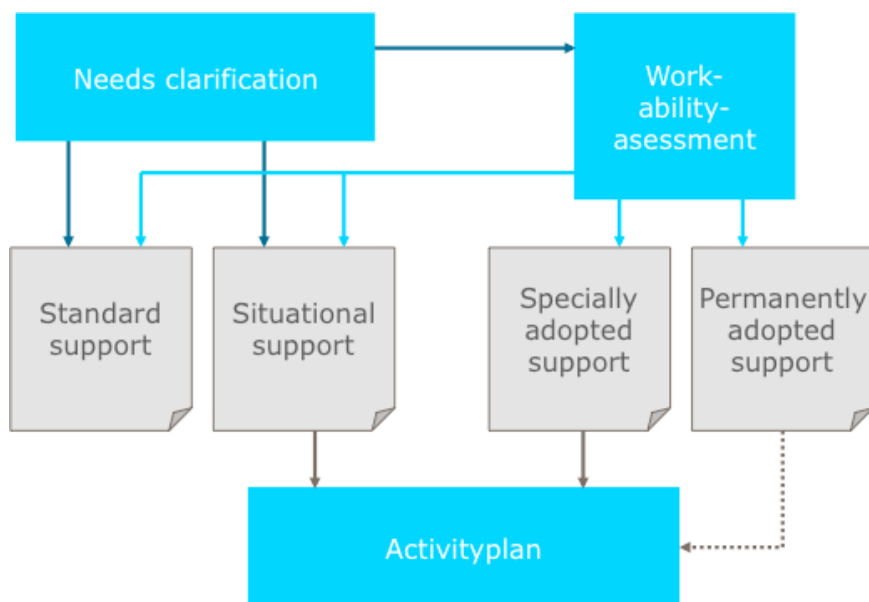 Needs clarification
Work-
ability-
asessment
Standard
support
Situational
support
Specially
adopted
support
Permanently
adopted
support
Activityplan